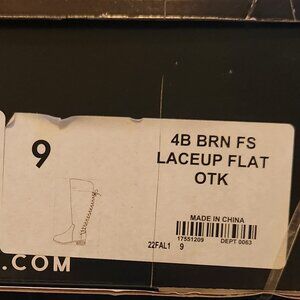 9
4B BRN FS
LACEUP FLAT
OTK
MADE IN CHINA
17551209 DEPT 0063
22FAL1 9
.COM